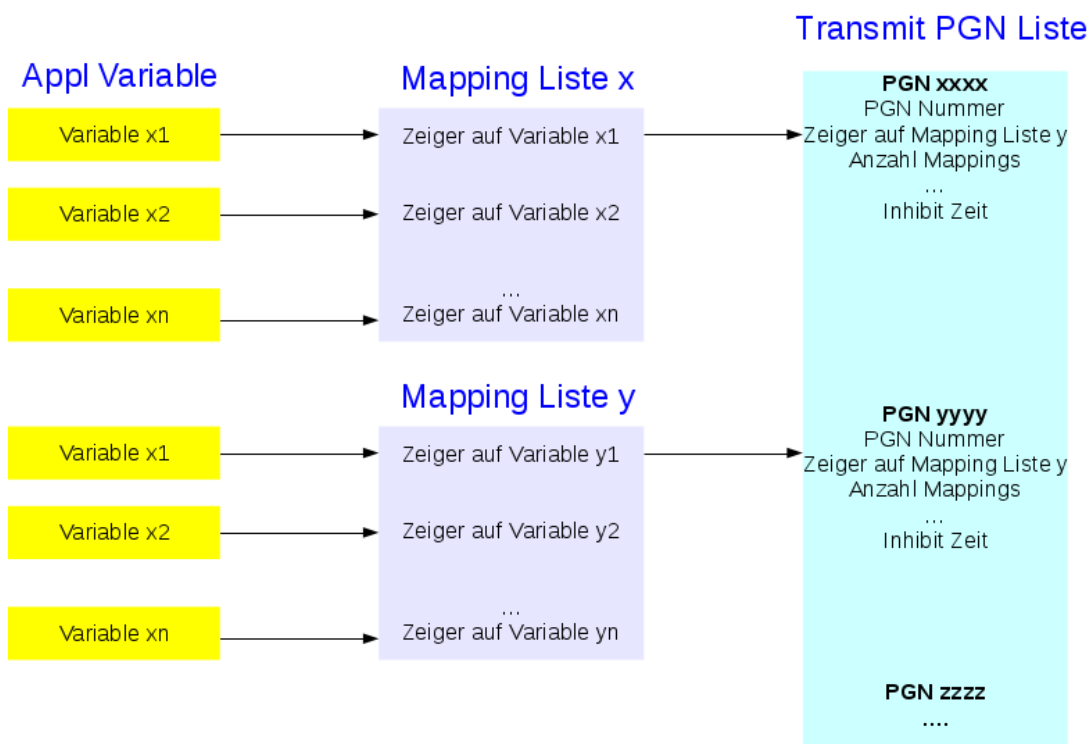 Transmit PGN Liste
Appl Variable
Mapping Liste x
Variable x1
Variable x2
Variable xn
Zeiger auf Variable x1
Zeiger auf Variable x2
...
Zeiger auf Variable xn
PGN xxxx
PGN Nummer
Zeiger auf Mapping Liste y
Anzahl Mappings
...
Inhibit Zeit
Mapping Liste y
Variable x1
Variable x2
Variable xn
Zeiger auf Variable y1
Zeiger auf Variable y2
...
Zeiger auf Variable yn
PGN yyyy
PGN Nummer
Zeiger auf Mapping Liste y
Anzahl Mappings
...
Inhibit Zeit
PGN zzzz
....